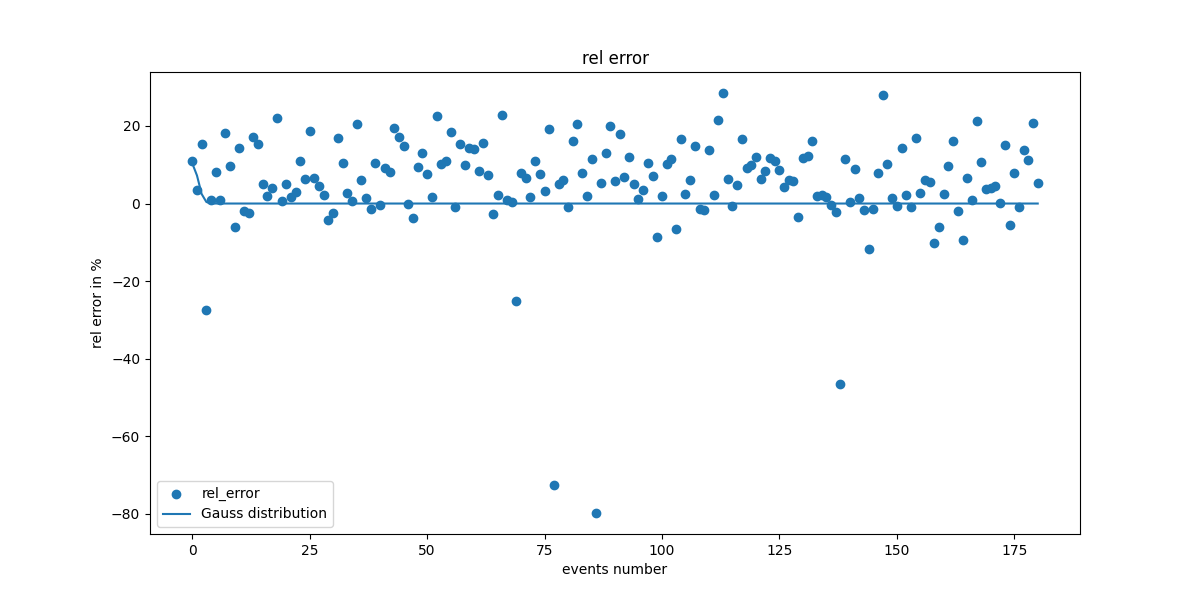 rel error
rel error in %
20
0
−20
−40
−60
−80
rel_error
Gauss distribution
0
25
50
75
100
125
150
175
events number